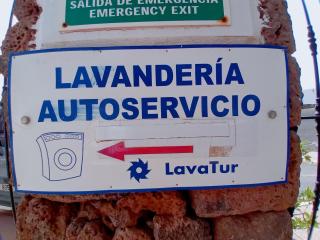 SALIDA DE EMERGENCIA
EMERGENCY EXIT
LAVANDERÍA
AUTOSERVICIO
LavaTur